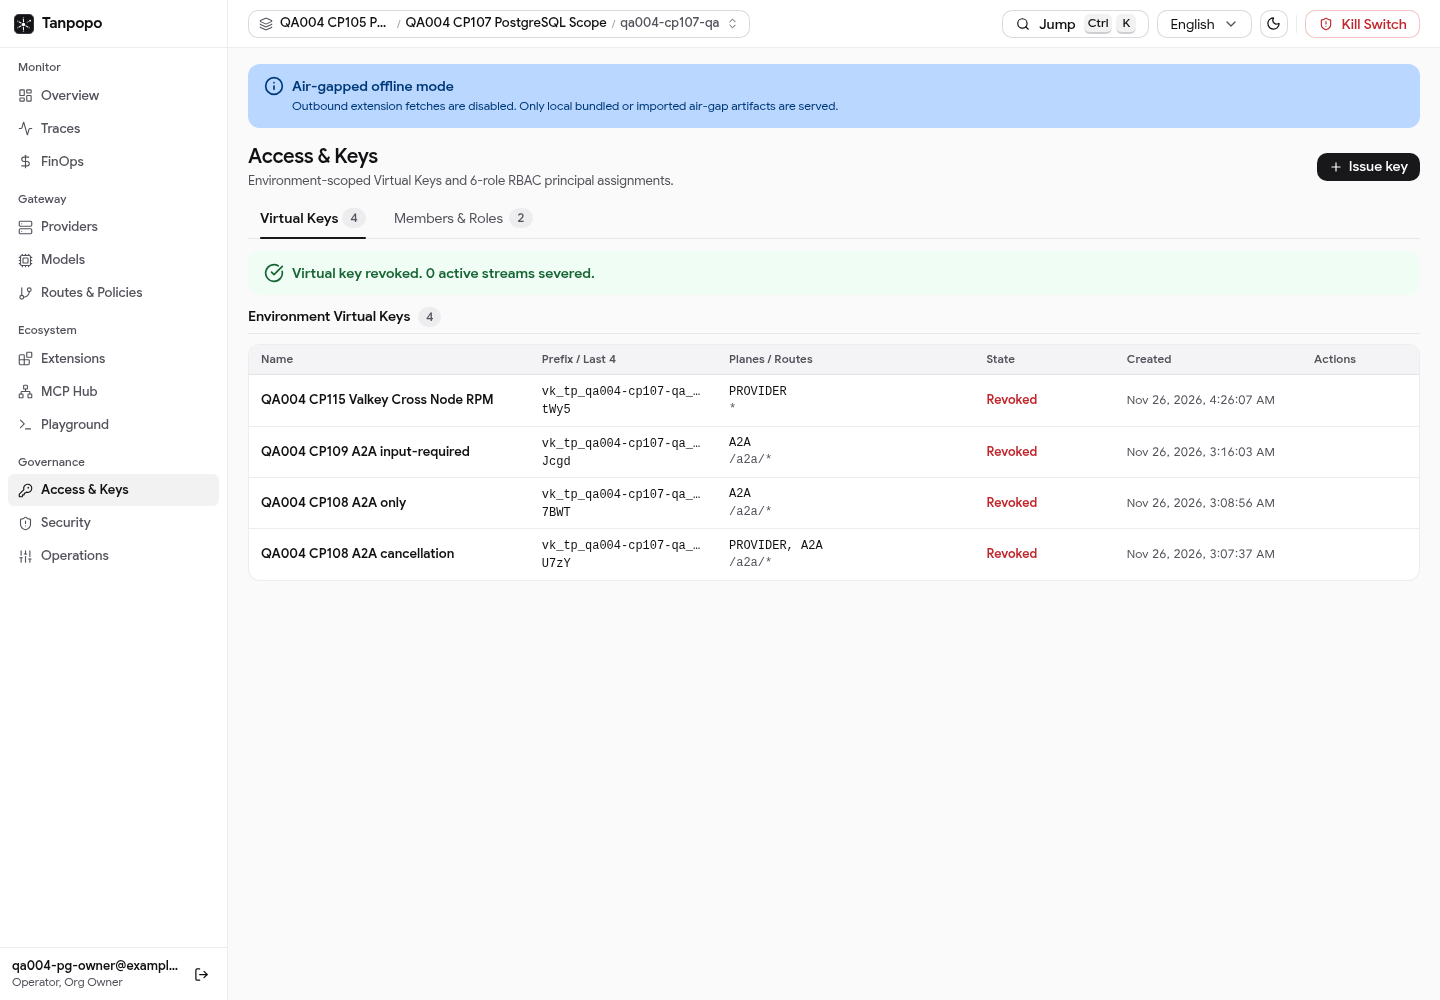 Tanpopo
QA004 CP105 P... / QA004 CP107 PostgreSQL Scope / qa004-cp107-qa
Jump Ctrl K
English
Kill Switch
Monitor
Overview
Traces
FinOps
Gateway
Providers
Models
Routes & Policies
Ecosystem
Extensions
MCP Hub
Playground
Governance
Access & Keys
Security
Operations
qa004-pg-owner@exampl...
Operator, Org Owner
Air-gapped offline mode
Outbound extension fetches are disabled. Only local bundled or imported air-gap artifacts are served.
Access & Keys
Environment-scoped Virtual Keys and 6-role RBAC principal assignments.
Issue key
Virtual Keys 4 Members & Roles 2
Virtual key revoked. 0 active streams severed.
Environment Virtual Keys 4
Name Prefix / Last 4 Planes / Routes State Created Actions
QA004 CP115 Valkey Cross Node RPM vk_tp_qa004-cp107-qa_… PROVIDER Revoked Nov 26, 2026, 4:26:07 AM
tWy5 *
QA004 CP109 A2A input-required vk_tp_qa004-cp107-qa_… A2A Revoked Nov 26, 2026, 3:16:03 AM
Jcgd /a2a/*
QA004 CP108 A2A only vk_tp_qa004-cp107-qa_… A2A Revoked Nov 26, 2026, 3:08:56 AM
7BWT /a2a/*
QA004 CP108 A2A cancellation vk_tp_qa004-cp107-qa_… PROVIDER, A2A Revoked Nov 26, 2026, 3:07:37 AM
U7zY /a2a/*